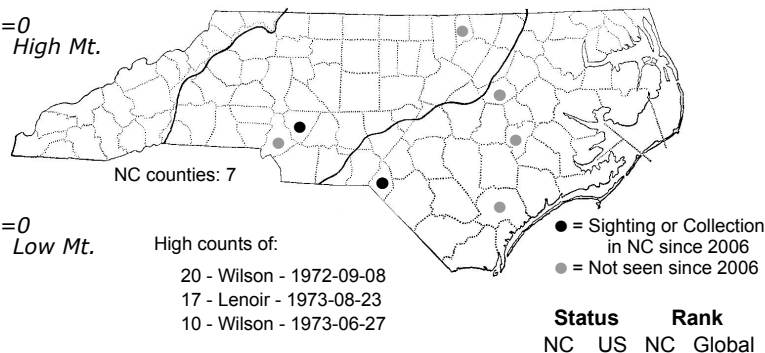 =0
High Mt.
NC counties: 7
=0
Low Mt.
High counts of:
20 - Wilson - 1972-09-08
17 - Lenoir - 1973-08-23
10 - Wilson - 1973-06-27
● = Sighting or Collection
in NC since 2006
● = Not seen since 2006
Status Rank
NC US NC Global